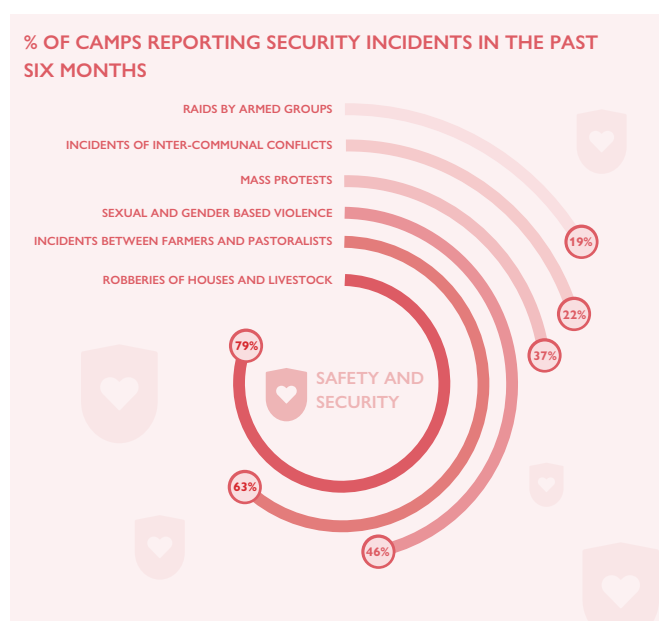 % OF CAMPS REPORTING SECURITY INCIDENTS IN THE PAST
SIX MONTHS
RAIDS BY ARMED GROUPS
INCIDENTS OF INTER-COMMUNAL CONFLICTS
MASS PROTESTS
SEXUAL AND GENDER BASED VIOLENCE
INCIDENTS BETWEEN FARMERS AND PASTORALISTS
ROBBERIES OF HOUSES AND LIVESTOCK
19%
22%
37%
79%
SAFETY AND
SECURITY
63%
46%